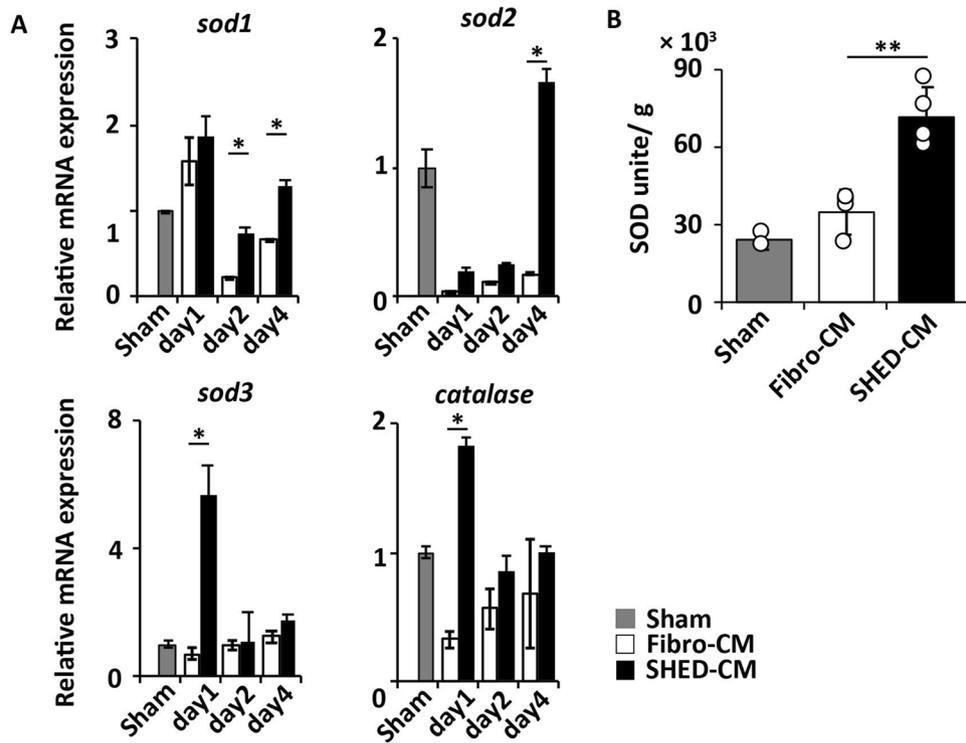 A
sod1
Relative mRNA expression
3
2
1
0
*
*
Sham
day1
day2
day4
sod2
2
1
0
*
Sham
day1
day2
day4
sod3
Relative mRNA expression
8
4
0
*
Sham
day1
day2
day4
catalase
2
1
0
*
Sham
day1
day2
day4
B
× 10³
SOD unite/ g
90
60
30
0
**
Sham
Fibro-CM
SHED-CM
Sham
Fibro-CM
SHED-CM